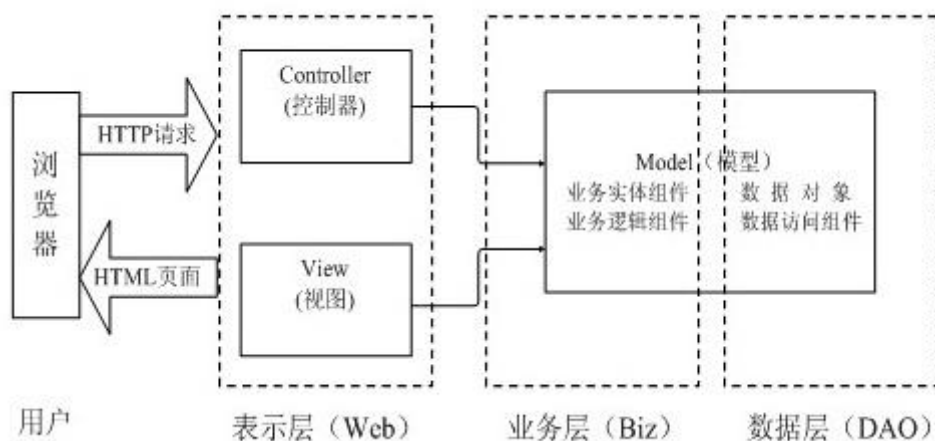 浏览器
HTTP请求
HTML页面
Controller
(控制器)
View
(视图)
Model（模型）
业务实体组件 数据对象
业务逻辑组件 数据访问组件
用户 表示层（Web） 业务层（Biz） 数据层（DAO）